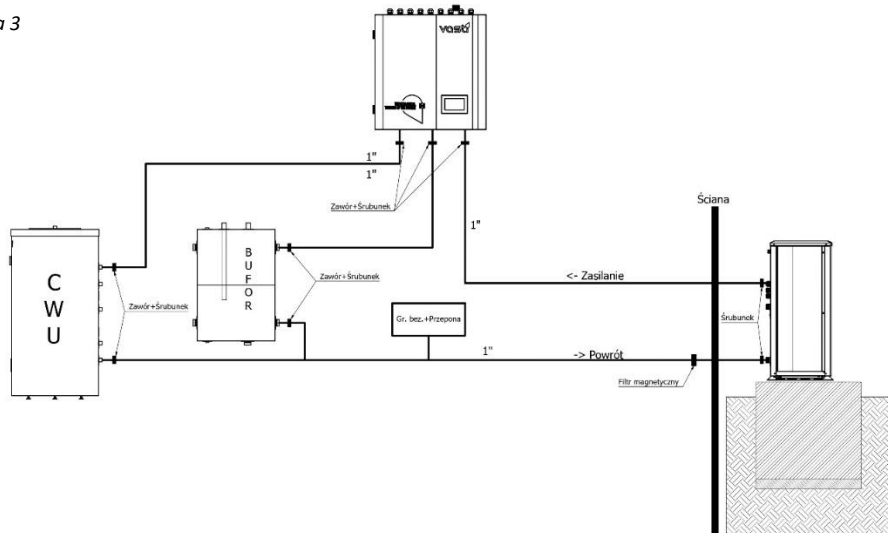 a 3
vasti
1"
1"
Zawór+Śrubunek
1"
Ściana
<- Zasilanie
C
W
U
B
U
F
O
R
Zawór+Śrubunek
Zawór+Śrubunek
Gr. bez.+Przepona
Śrubunek
1"
-> Powrót
Filtr magnetyczny